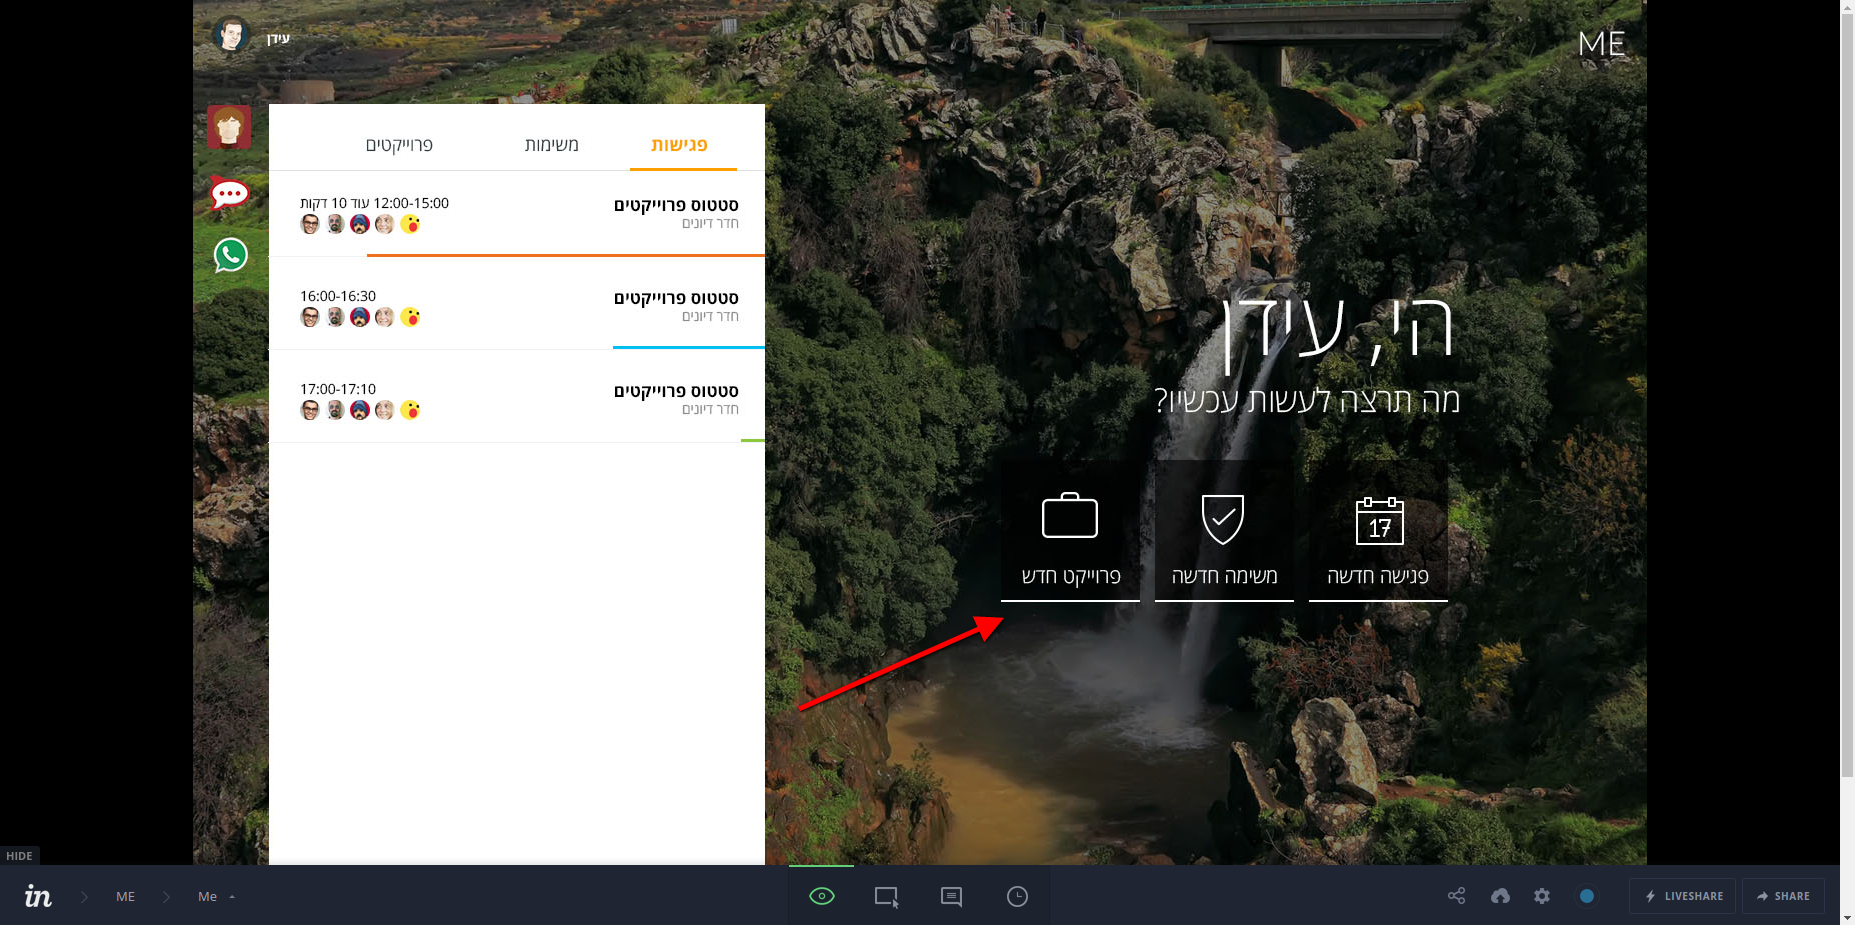 עידן
ME
פגישות
משימות
פרוייקטים
סטטוס פרוייקטים
חדר דיונים
12:00-15:00 עוד 10 דקות
סטטוס פרוייקטים
חדר דיונים
16:00-16:30
סטטוס פרוייקטים
חדר דיונים
17:00-17:10
הי, עידן
מה תרצה לעשות עכשיו?
17
פגישה חדשה
משימה חדשה
פרוייקט חדש
HIDE
in
ME
Me
LIVESHARE
SHARE